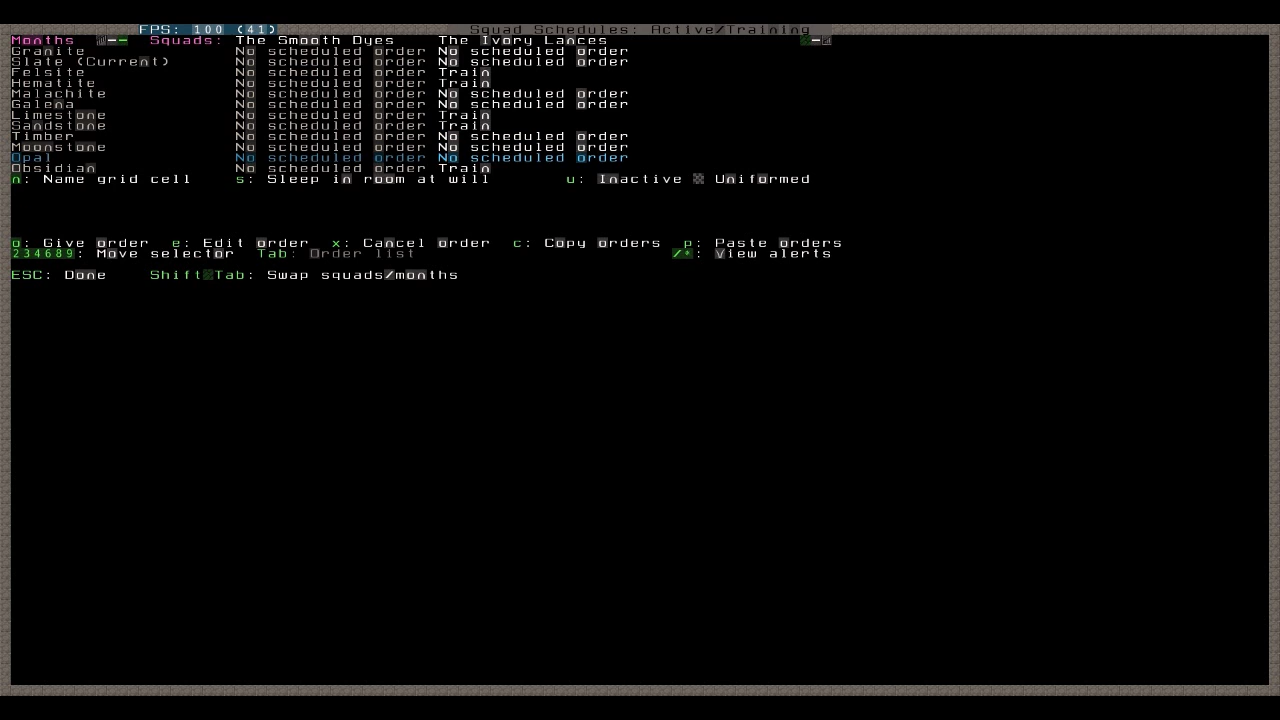 FPS: 100 (41) Squad Schedules: Active/Training
Months Squads: The Smooth Dyes The Ivory Lances
Granite No scheduled order No scheduled order
Slate (Current) No scheduled order No scheduled order
Felsite No scheduled order Train
Hematite No scheduled order Train
Malachite No scheduled order No scheduled order
Galena No scheduled order No scheduled order
Limestone No scheduled order Train
Sandstone No scheduled order Train
Timber No scheduled order No scheduled order
Moonstone No scheduled order No scheduled order
Opal No scheduled order No scheduled order
Obsidian No scheduled order Train
n: Name grid cell s: Sleep in room at will u: Inactive = Uniformed
o: Give order e: Edit order x: Cancel order c: Copy orders p: Paste orders
234689: Move selector Tab: Order list /*: View alerts
ESC: Done Shift Tab: Swap squads/months